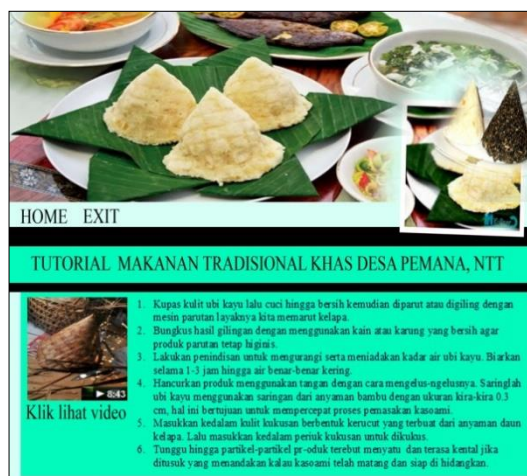 HOME EXIT
TUTORIAL MAKANAN TRADISIONAL KHAS DESA PEMANA, NTT
1. Kupas kulit ubi kayu lalu cuci hingga bersih kemudian diparut atau digiling dengan
mesin parutan layaknya kita memarut kelapa.
2. Bungkus hasil gilingan dengan menggunakan kain atau karung yang bersih agar
produk parutan tetap higinis.
3. Lakukan penindisan untuk mengurangi serta meniadakan kadar air ubi kayu. Biarkan
selama 1-3 jam hingga air benar-benar kering.
4. Hancurkan produk menggunakan tangan dengan cara mengelus-ngelusnya. Saringlah
ubi kayu menggunakan saringan dari anyaman bambu dengan ukuran kira-kira 0.3
cm, hal ini bertujuan untuk mempercepat proses pemasakan kasoami.
5. Masukkan kedalam kulit kukusan berbentuk kerucut yang terbuat dari anyaman daun
kelapa. Lalu masukkan kedalam periuk kukusan untuk dikukus.
6. Tunggu hingga partikel-partikel pr-oduk terebut menyatu dan terasa kental jika
ditusuk yang menandakan kalau kasoami telah matang dan siap di hidangkan.
8:43
Klik lihat video